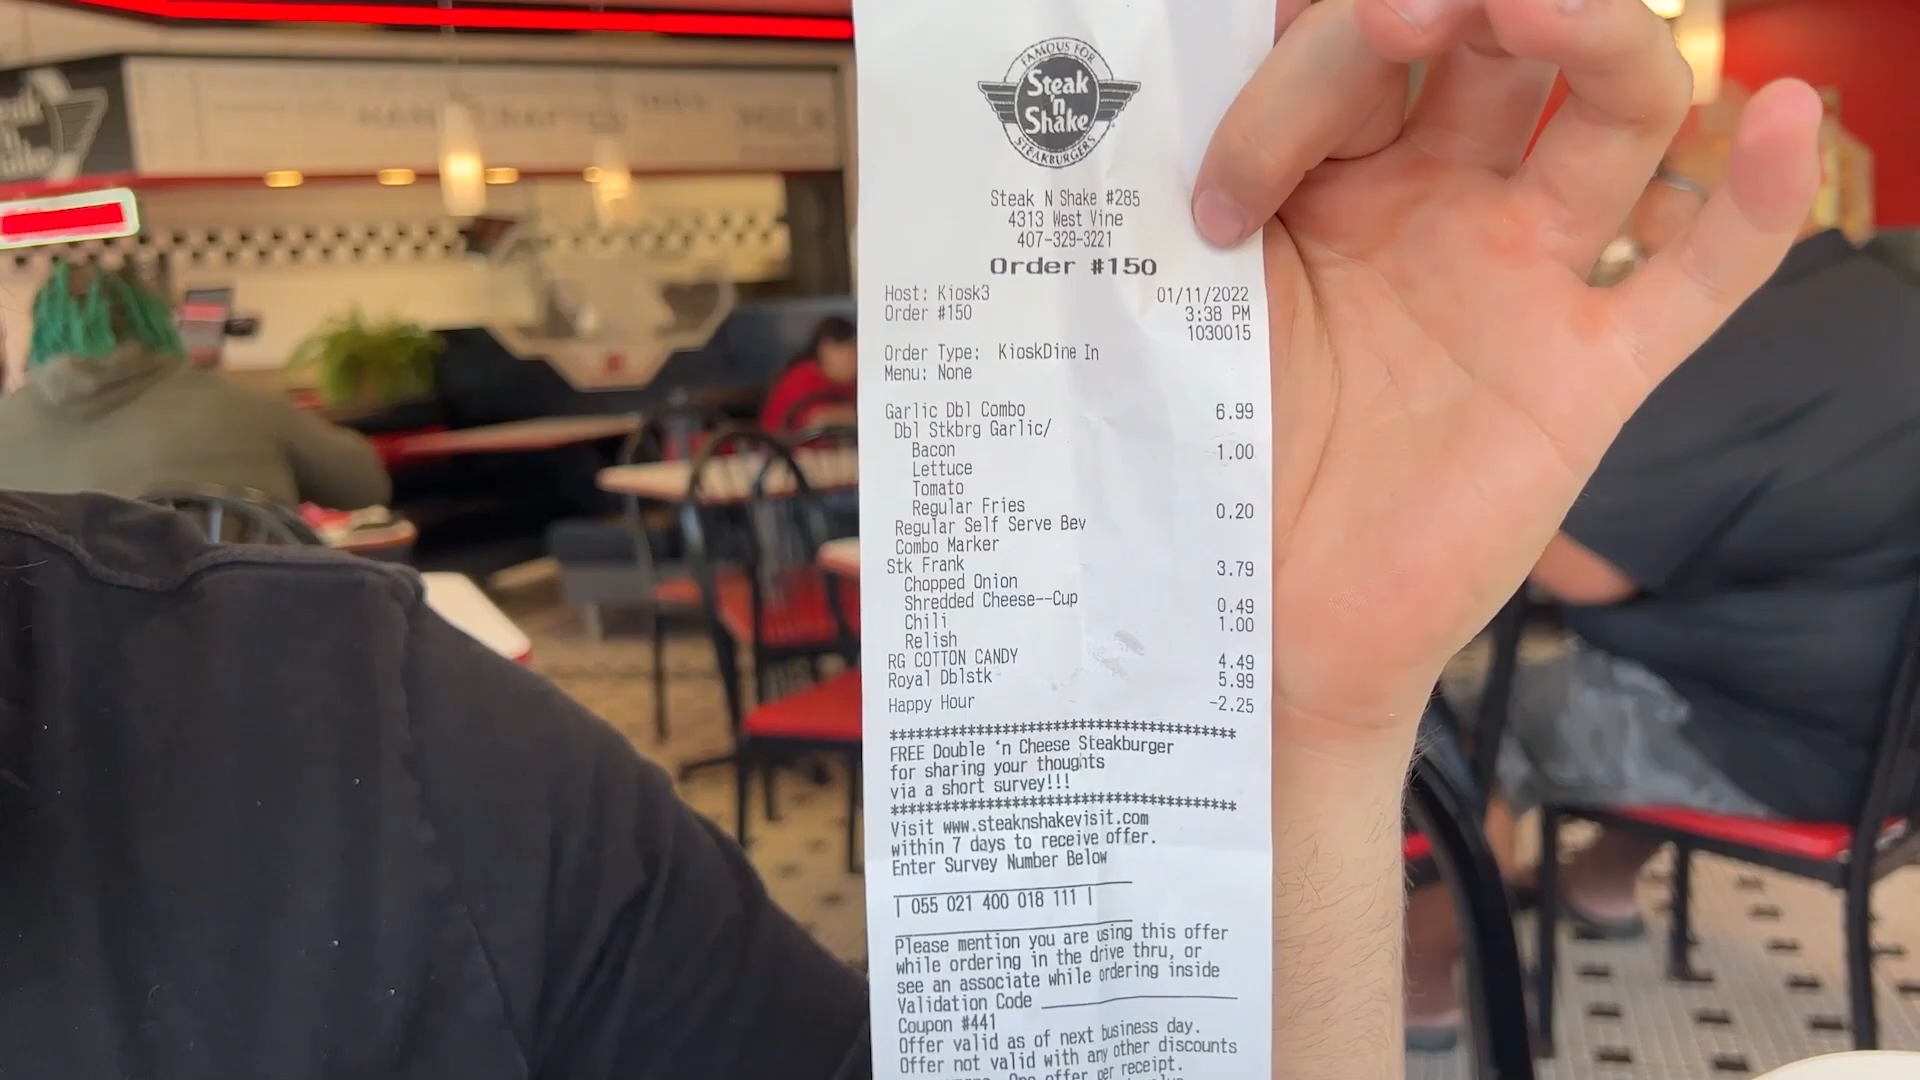 FAMOUS FOR
Steak
'n
Shake
STEAKBURGERS
Steak N Shake #285
4313 West Vine
407-329-3221
Order #150
Host: Kiosk3 01/11/2022
Order #150 3:38 PM
1030015
Order Type: KioskDine In
Menu: None
Garlic Dbl Combo 6.99
Dbl Stkbrg Garlic/
Bacon 1.00
Lettuce
Tomato
Regular Fries 0.20
Regular Self Serve Bev
Combo Marker
Stk Frank 3.79
Chopped Onion
Shredded Cheese--Cup 0.49
Chili 1.00
Relish
RG COTTON CANDY 4.49
Royal Dblstk 5.99
Happy Hour -2.25
***************************************
FREE Double 'n Cheese Steakburger
for sharing your thoughts
via a short survey!!!
***************************************
Visit www.steaknshakevisit.com
within 7 days to receive offer.
Enter Survey Number Below
| 055 021 400 018 111 |
Please mention you are using this offer
while ordering in the drive thru, or
see an associate while ordering inside
Validation Code
Coupon #441
Offer valid as of next business day.
Offer not valid with any other discounts
One offer per receipt.